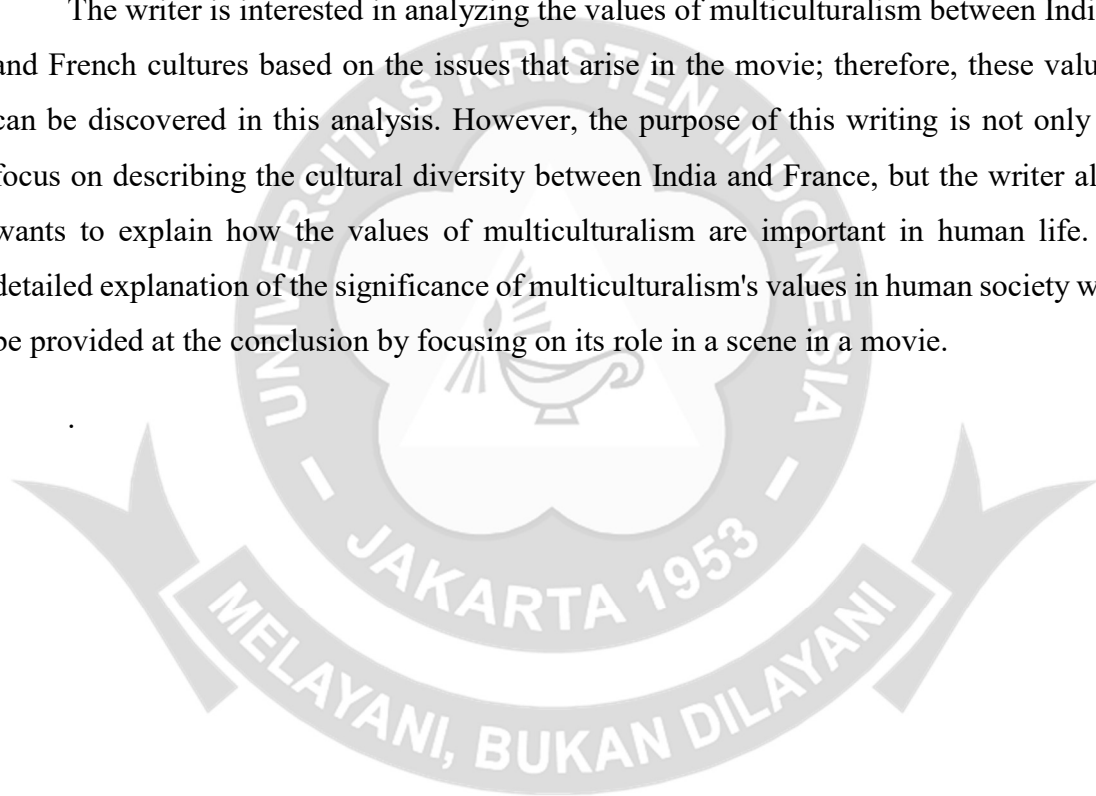 The writer is interested in analyzing the values of multiculturalism between Indi
and French cultures based on the issues that arise in the movie; therefore, these valu
can be discovered in this analysis. However, the purpose of this writing is not only
focus on describing the cultural diversity between India and France, but the writer al
wants to explain how the values of multiculturalism are important in human life.
detailed explanation of the significance of multiculturalism's values in human society w
be provided at the conclusion by focusing on its role in a scene in a movie.
.
UNIVERSITAS KRISTEN INDONESIA
– JAKARTA 1953 –
MELAYANI, BUKAN DILAYANI